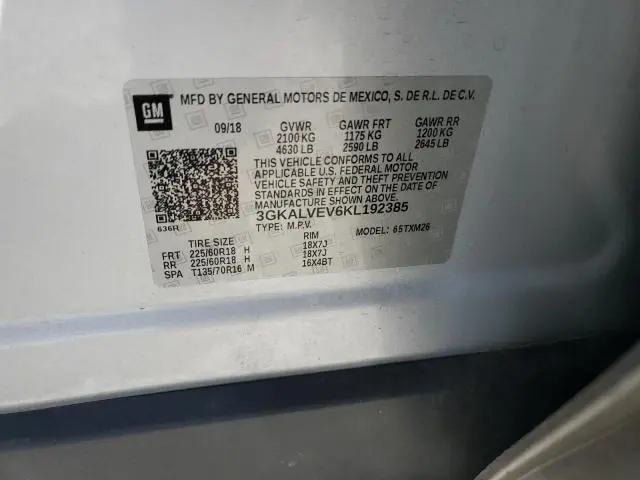 GM
MFD BY GENERAL MOTORS DE MEXICO, S. DE R.L. DE C.V.
09/18 GVWR GAWR FRT GAWR RR
2100 KG 1175 KG 1200 KG
4630 LB 2590 LB 2645 LB
THIS VEHICLE CONFORMS TO ALL
APPLICABLE U.S. FEDERAL MOTOR
VEHICLE SAFETY AND THEFT PREVENTION
STANDARDS IN EFFECT ON THE DATE OF
MANUFACTURE SHOWN ABOVE.
3GKALVEV6KL192385
636R TYPE: M.P.V. MODEL: 65TXM26
TIRE SIZE RIM
FRT 225/60R18 H 18X7J
RR 225/60R18 H 18X7J
SPA T135/70R16 M 16X4BT